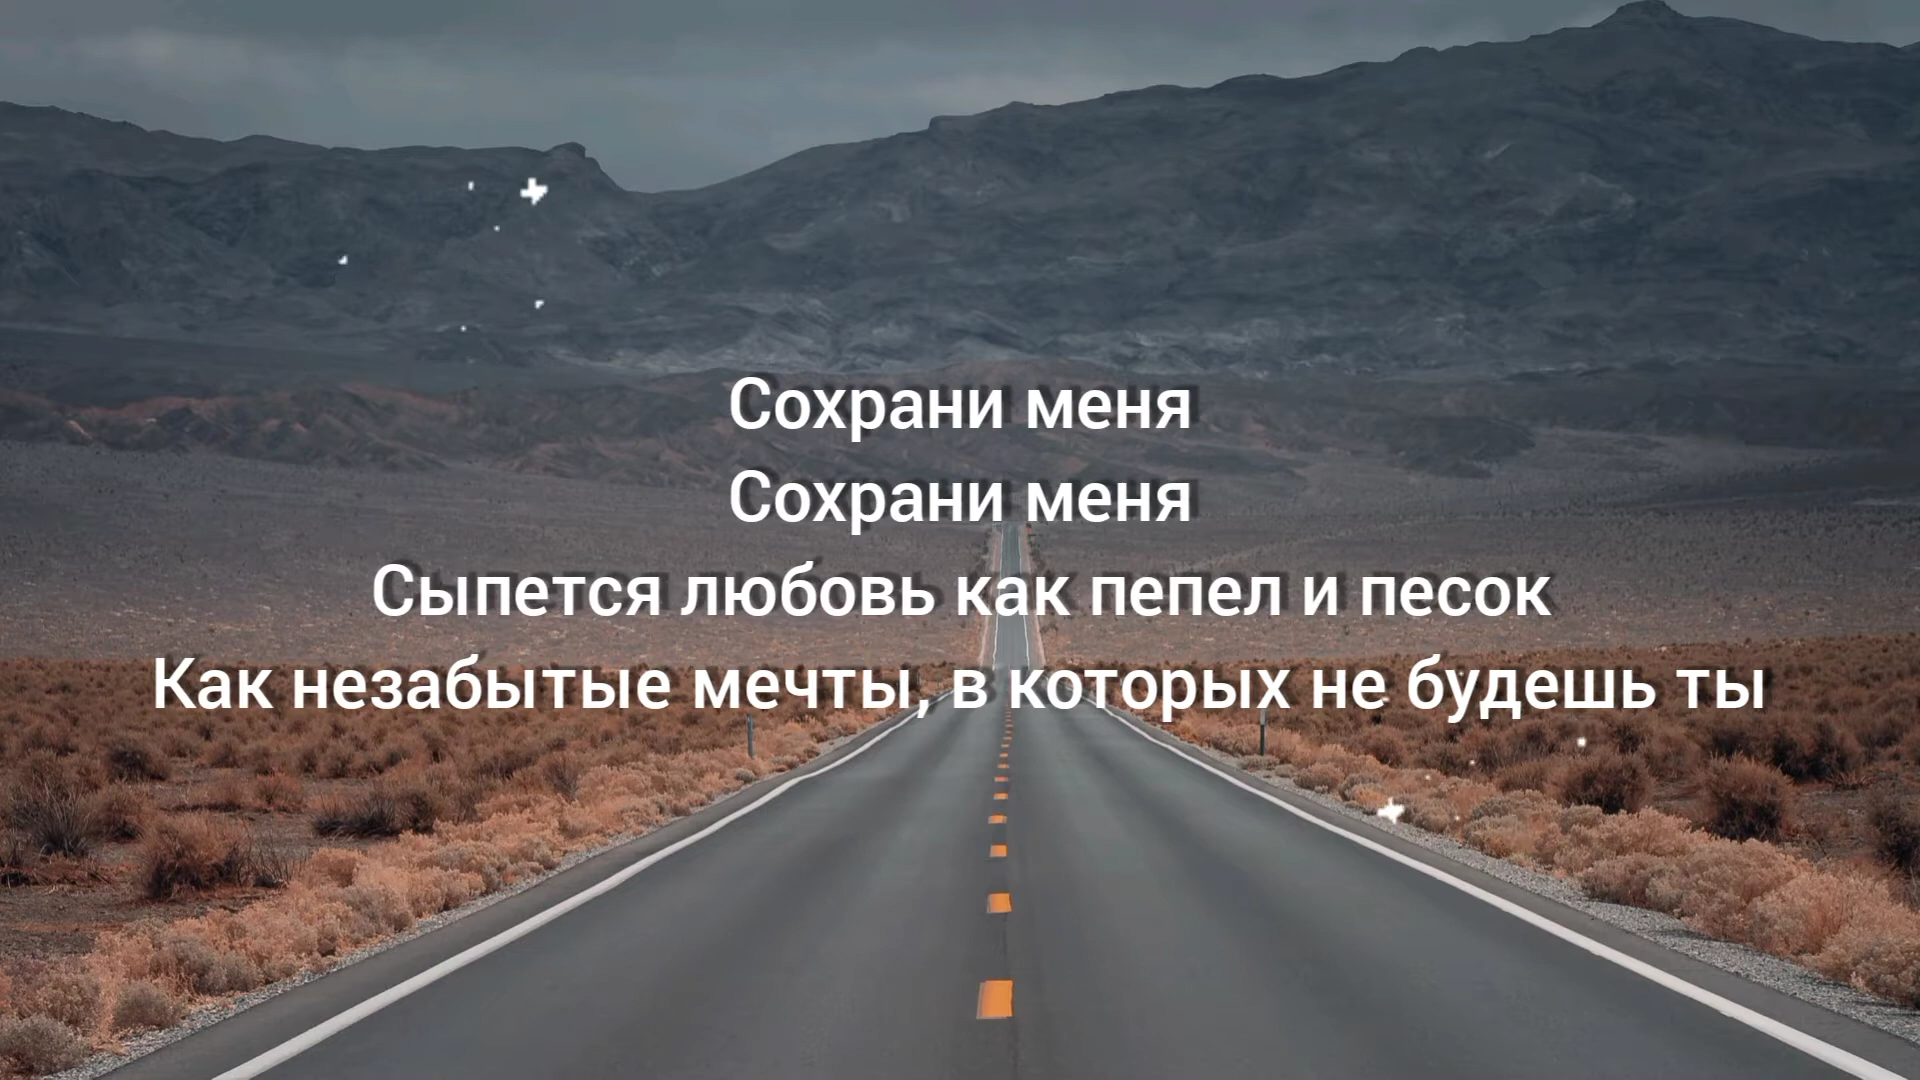 Сохрани меня
Сохрани меня
Сыпется любовь как пепел и песок
Как незабытые мечты, в которых не будешь ты